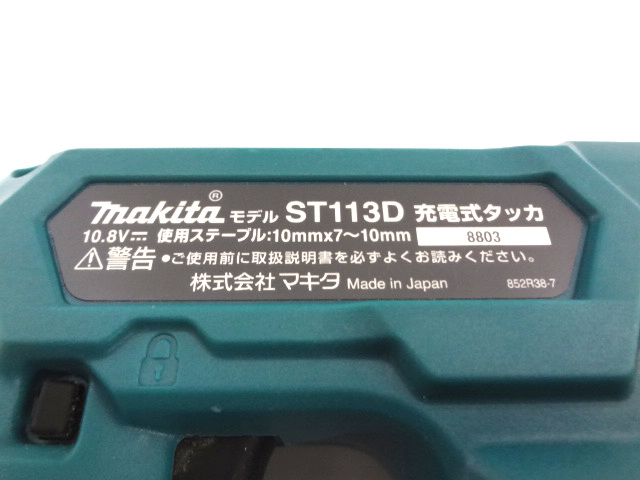 makita® モデル ST113D 充電式タッカ
10.8V⎓ 使用ステープル:10mmx7～10mm 8803
⚠警告 ●ご使用前に取扱説明書を必ずよくお読みください。
株式会社 マキタ Made in Japan 852R38-7